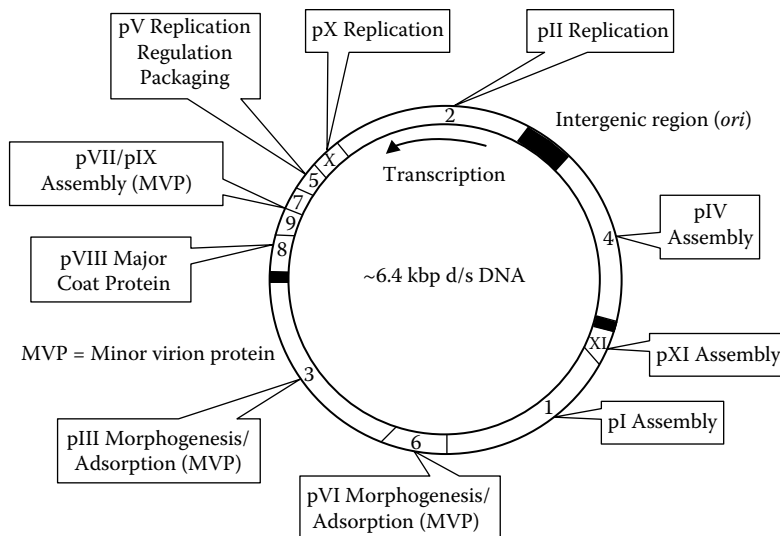 pV Replication
Regulation
Packaging
pX Replication
pII Replication
Intergenic region (ori)
2
X
5
7
9
8
Transcription
pVII/pIX
Assembly (MVP)
pIV
Assembly
4
pVIII Major
Coat Protein
~6.4 kbp d/s DNA
XI
pXI Assembly
MVP = Minor virion protein
3
1
pI Assembly
pIII Morphogenesis/
Adsorption (MVP)
6
pVI Morphogenesis/
Adsorption (MVP)